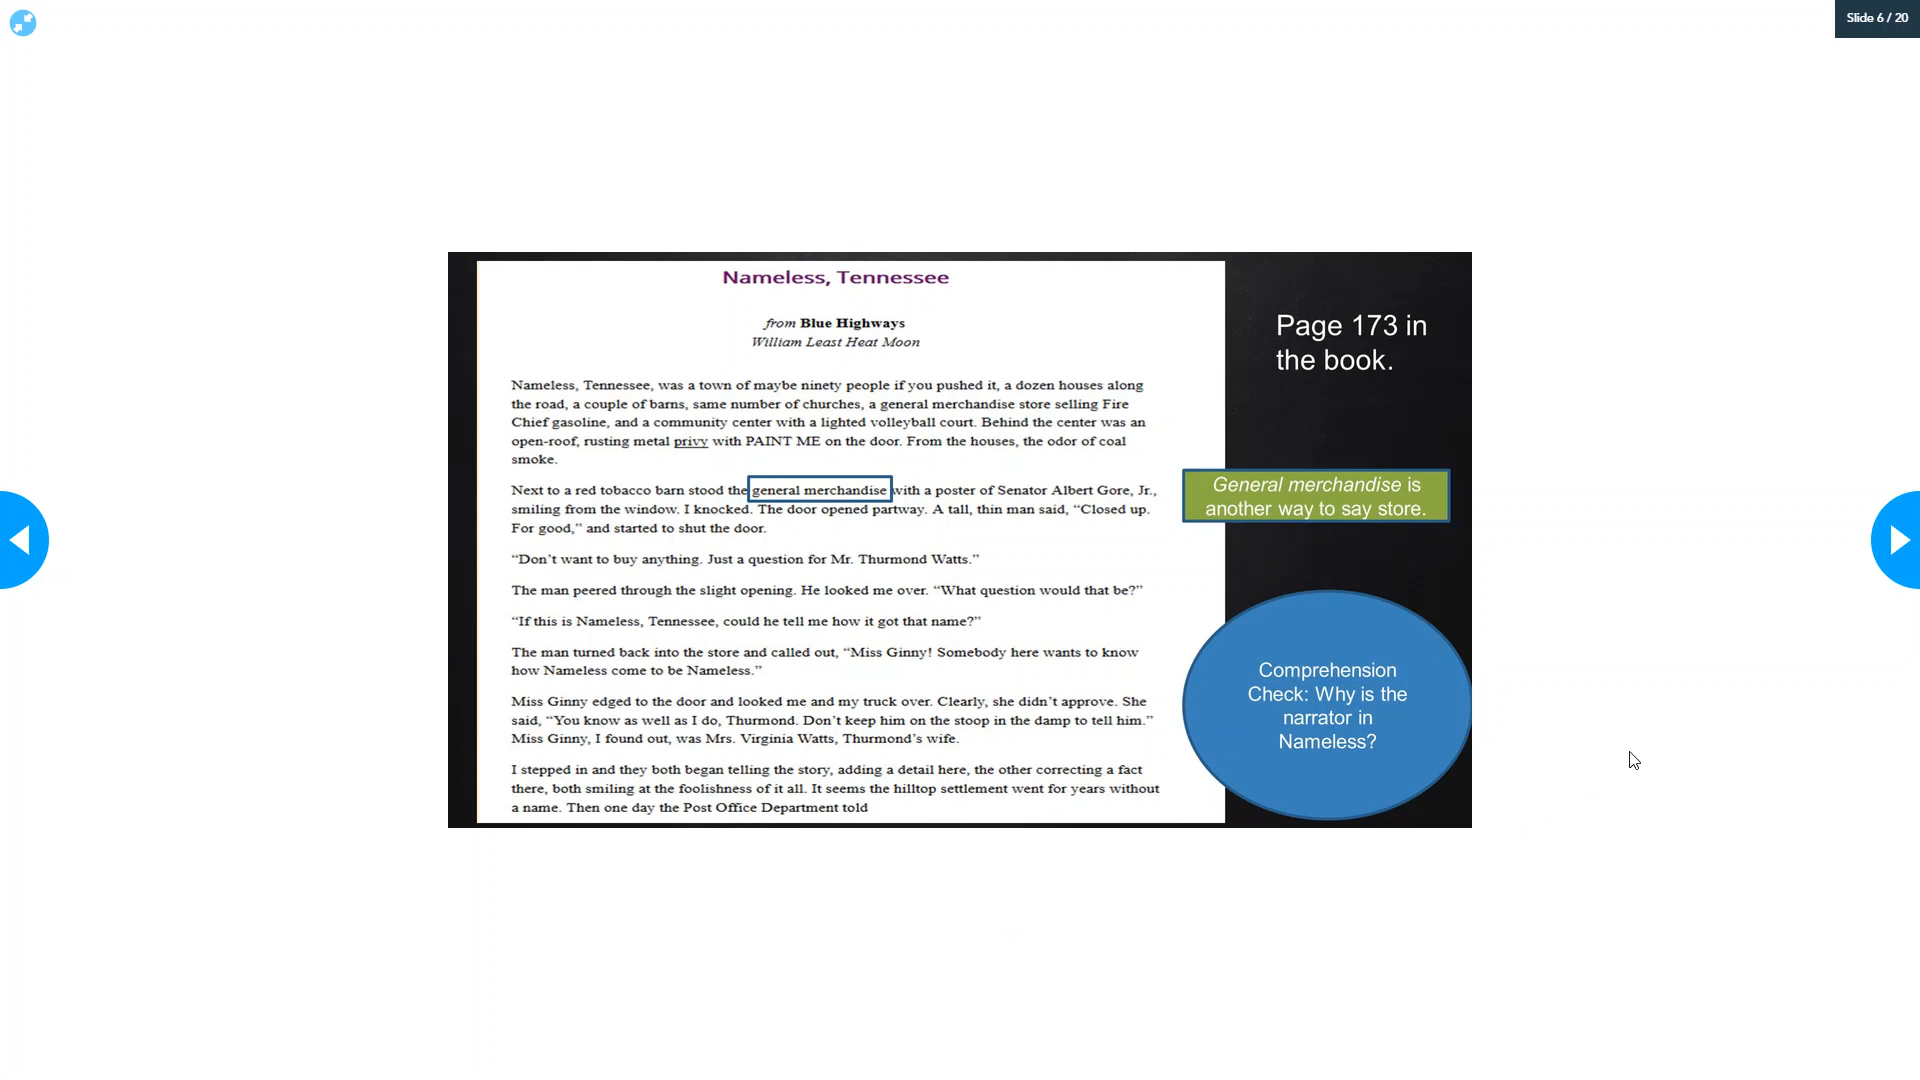 Slide 6 / 20
Nameless, Tennessee
from Blue Highways
William Least Heat Moon
Nameless, Tennessee, was a town of maybe ninety people if you pushed it, a dozen houses along
the road, a couple of barns, same number of churches, a general merchandise store selling Fire
Chief gasoline, and a community center with a lighted volleyball court. Behind the center was an
open-roof, rusting metal privy with PAINT ME on the door. From the houses, the odor of coal
smoke.
Next to a red tobacco barn stood the general merchandise with a poster of Senator Albert Gore, Jr.,
smiling from the window. I knocked. The door opened partway. A tall, thin man said, “Closed up.
For good,” and started to shut the door.
“Don’t want to buy anything. Just a question for Mr. Thurmond Watts.”
The man peered through the slight opening. He looked me over. “What question would that be?”
“If this is Nameless, Tennessee, could he tell me how it got that name?”
The man turned back into the store and called out, “Miss Ginny! Somebody here wants to know
how Nameless come to be Nameless.”
Miss Ginny edged to the door and looked me and my truck over. Clearly, she didn’t approve. She
said, “You know as well as I do, Thurmond. Don’t keep him on the stoop in the damp to tell him.”
Miss Ginny, I found out, was Mrs. Virginia Watts, Thurmond’s wife.
I stepped in and they both began telling the story, adding a detail here, the other correcting a fact
there, both smiling at the foolishness of it all. It seems the hilltop settlement went for years without
a name. Then one day the Post Office Department told
Page 173 in
the book.
General merchandise is
another way to say store.
Comprehension
Check: Why is the
narrator in
Nameless?